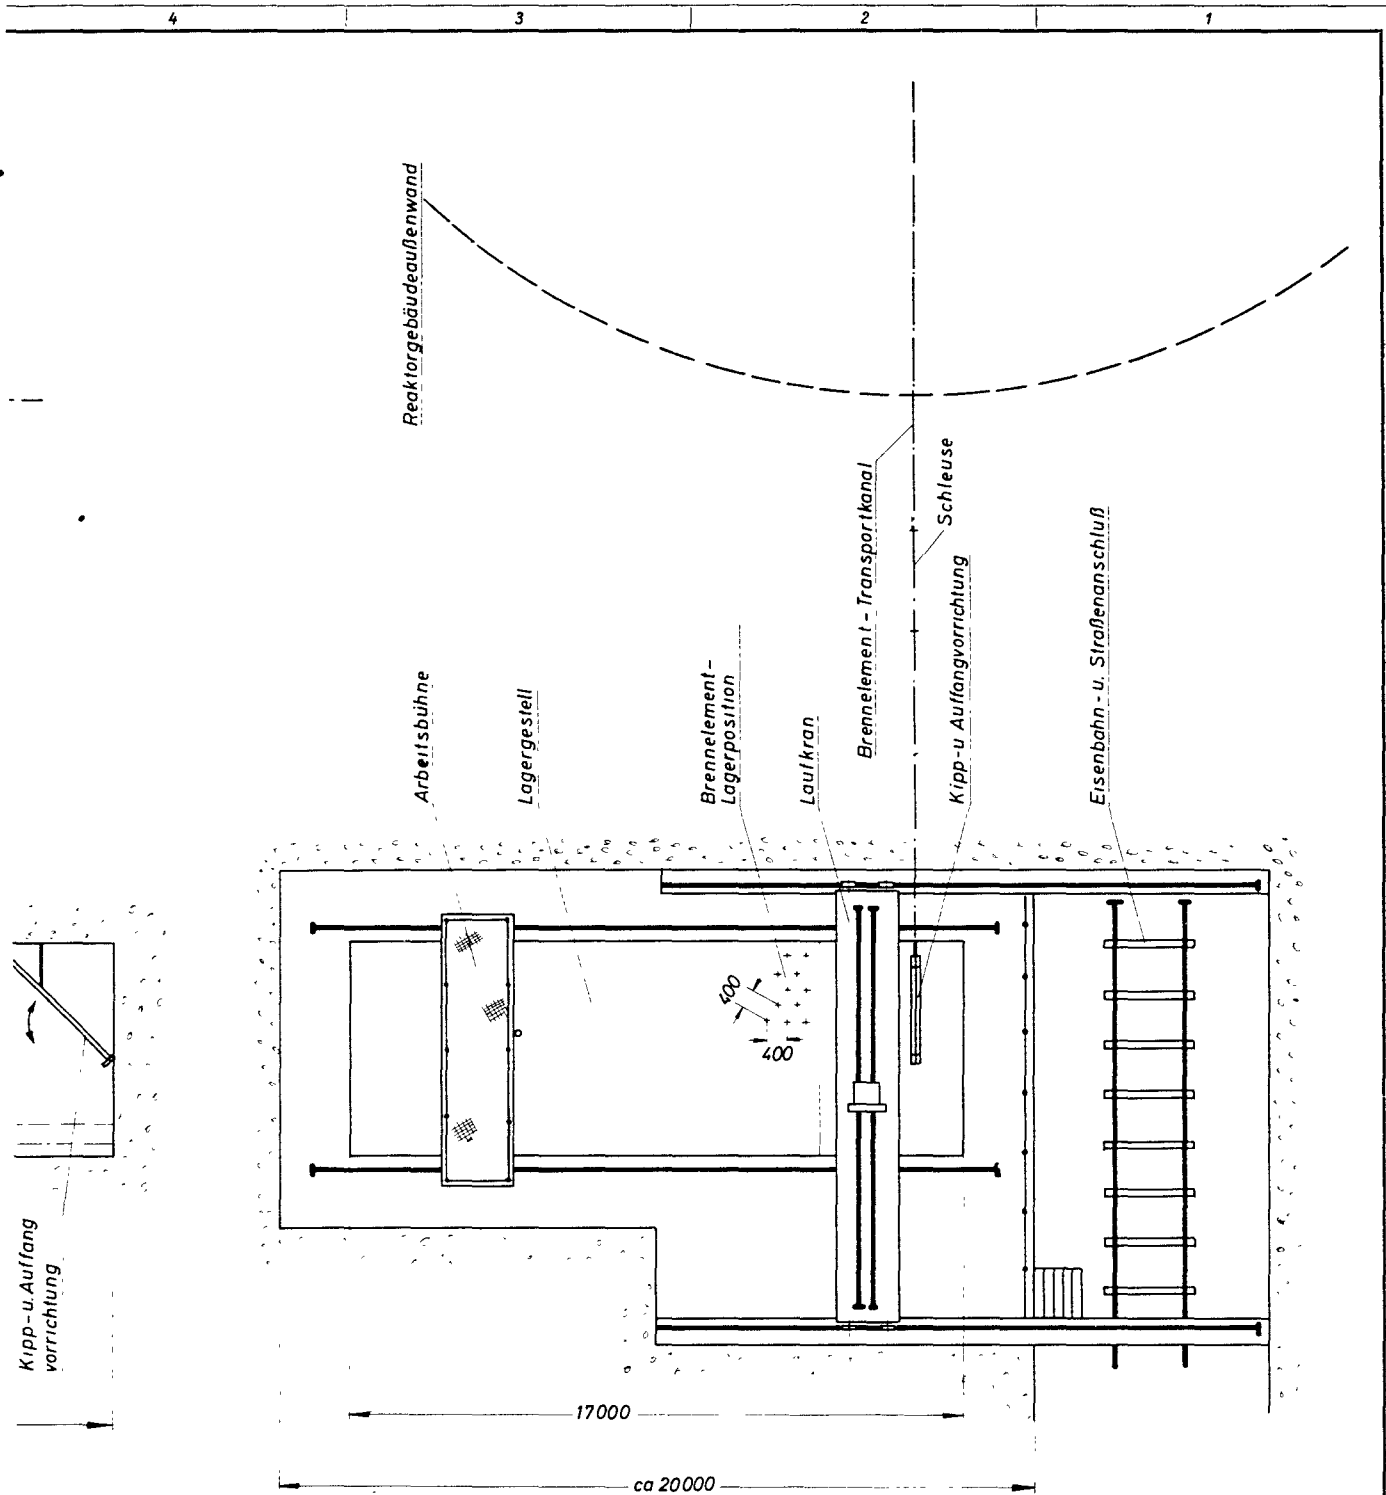 4 3 2 1
Reaktorgebäudeaußenwand
Brennelement-Transportkanal
Schleuse
Kipp-u Auffangvorrichtung
Eisenbahn-u. Straßenanschluß
Arbeitsbühne
Lagergestell
Brennelement-
Lagerposition
Laufkran
400
400
Kipp-u. Auffang
vorrichtung
17000
ca 20000